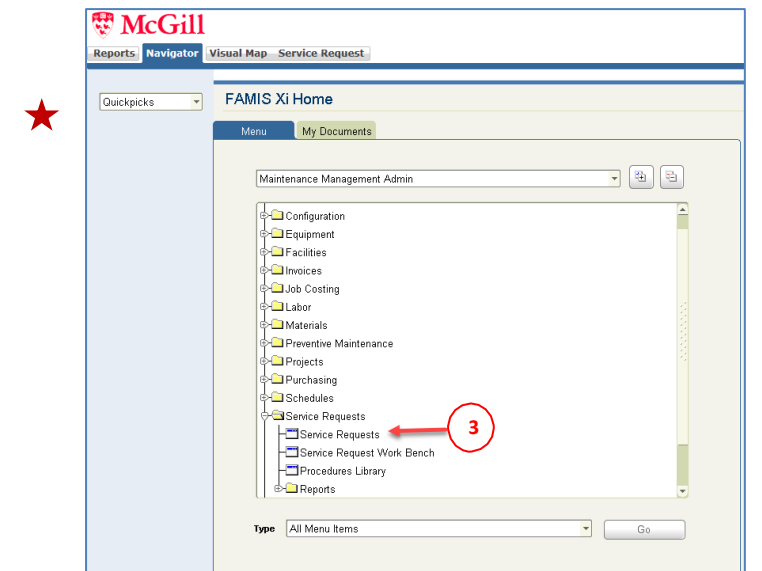 McGill
Reports Navigator Visual Map Service Request
Quickpicks
FAMIS Xi Home
Menu My Documents
Maintenance Management Admin
Configuration
Equipment
Facilities
Invoices
Job Costing
Labor
Materials
Preventive Maintenance
Projects
Purchasing
Schedules
Service Requests
Service Requests 3
Service Request Work Bench
Procedures Library
Reports
Type All Menu Items Go